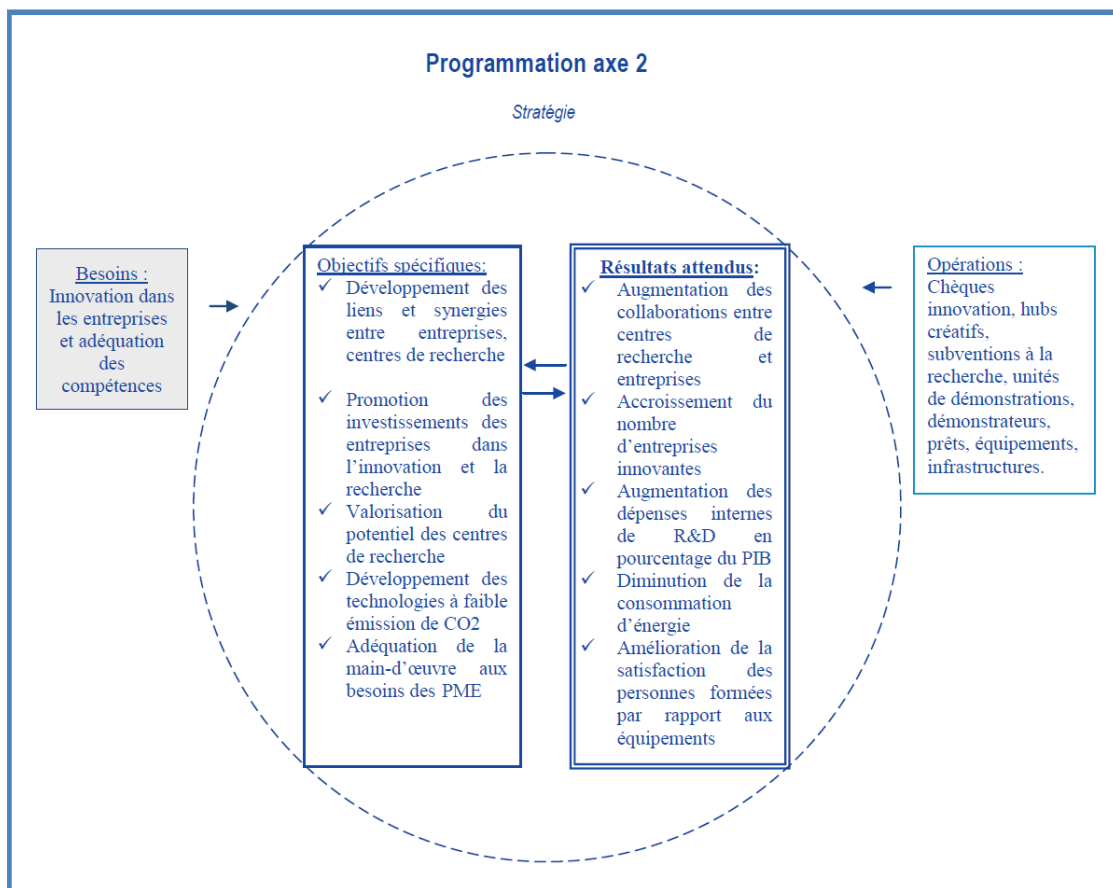 Programmation axe 2
Stratégie
Besoins :
Innovation dans
les entreprises
et adéquation
des
compétences
Objectifs spécifiques:
✓ Développement des
liens et synergies
entre entreprises,
centres de recherche
✓ Promotion des
investissements des
entreprises dans
l’innovation et la
recherche
✓ Valorisation du
potentiel des centres
de recherche
✓ Développement des
technologies à faible
émission de CO2
✓ Adéquation de la
main-d’œuvre aux
besoins des PME
Résultats attendus:
✓ Augmentation des
collaborations entre
centres de
recherche et
entreprises
✓ Accroissement du
nombre
d’entreprises
innovantes
✓ Augmentation des
dépenses internes
de R&D en
pourcentage du PIB
✓ Diminution de la
consommation
d’énergie
✓ Amélioration de la
satisfaction des
personnes formées
par rapport aux
équipements
Opérations :
Chèques
innovation, hubs
créatifs,
subventions à la
recherche, unités
de démonstrations,
démonstrateurs,
prêts, équipements,
infrastructures.